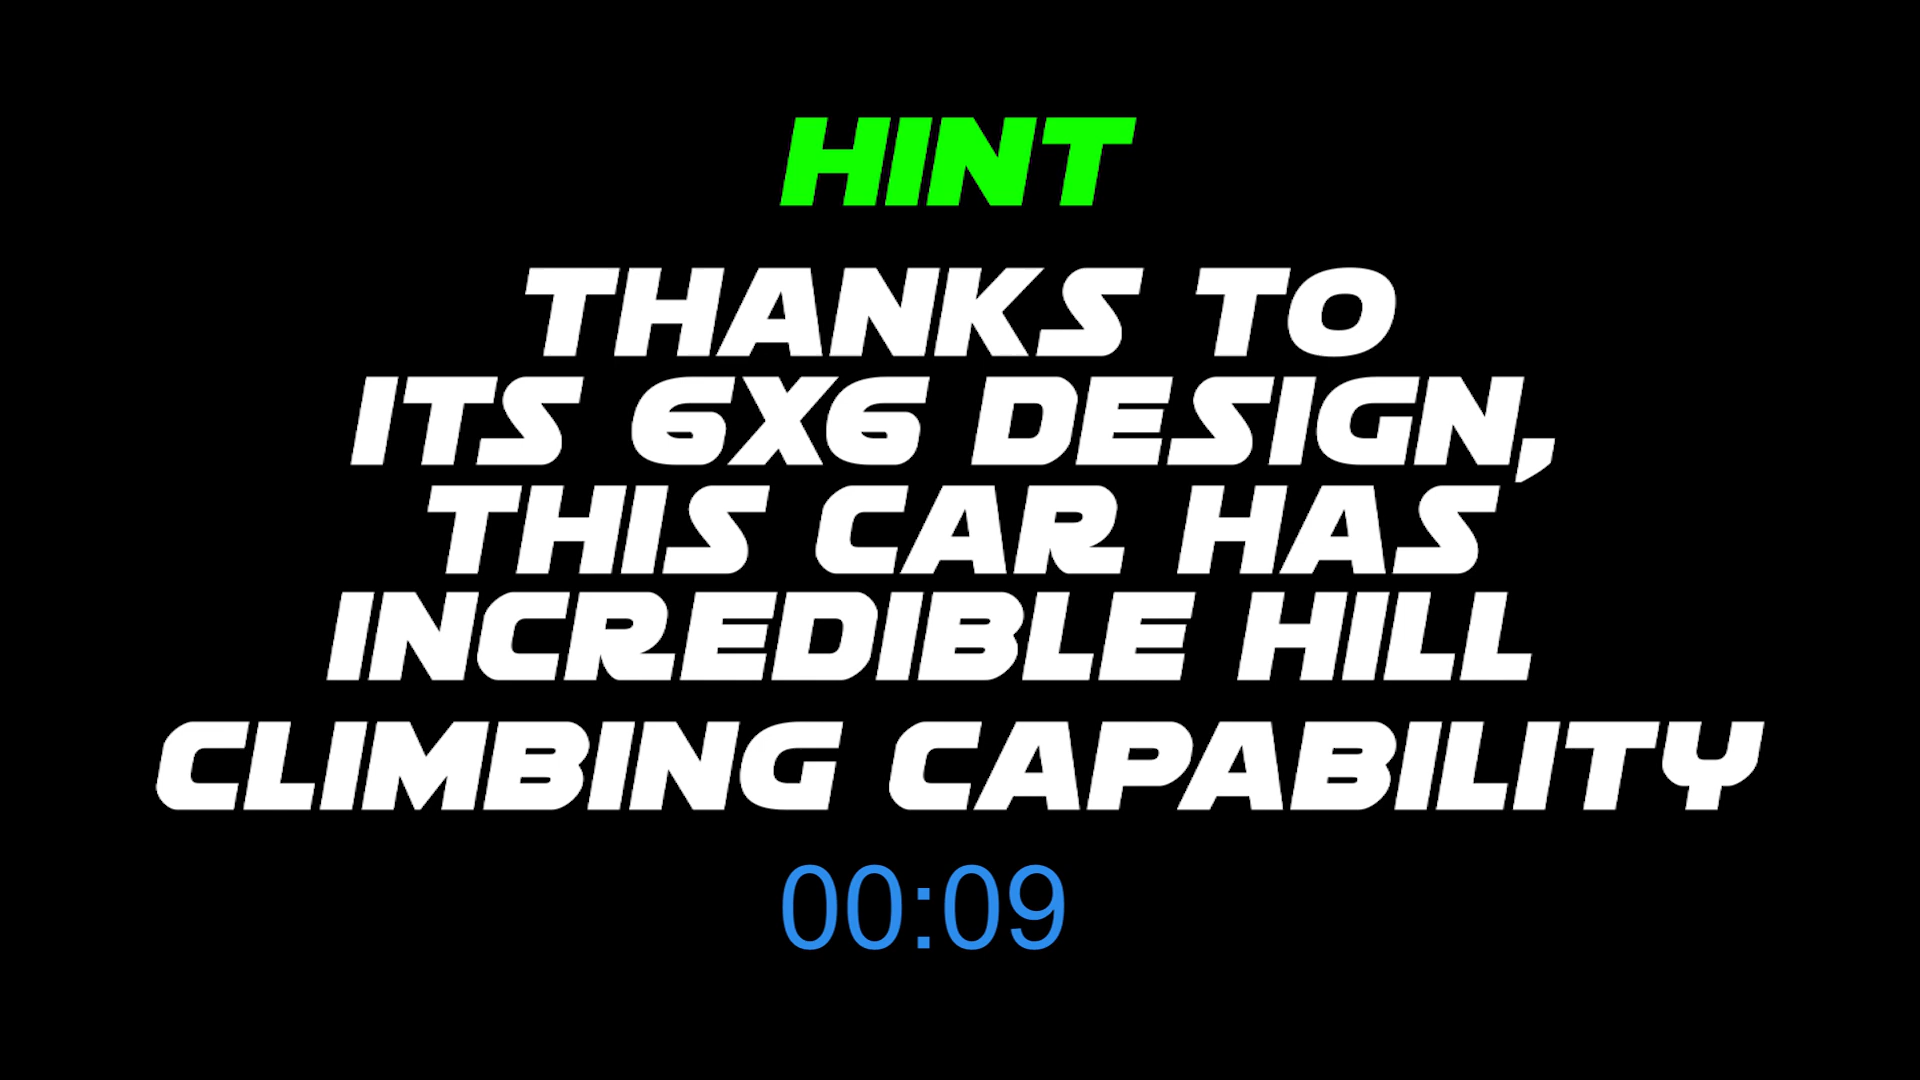 HINT
THANKS TO
ITS 6X6 DESIGN,
THIS CAR HAS
INCREDIBLE HILL
CLIMBING CAPABILITY
00:09